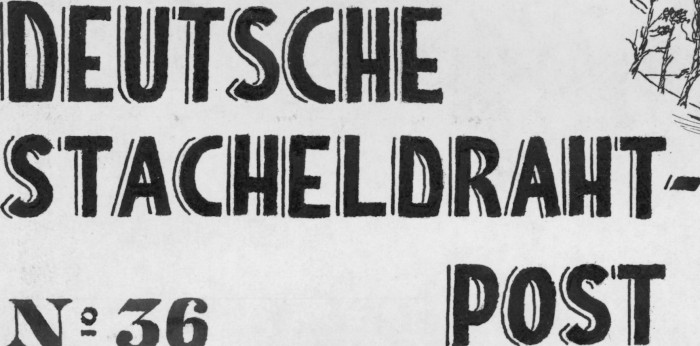 DEUTSCHE
STACHELDRAHT-
POST
Nº 36